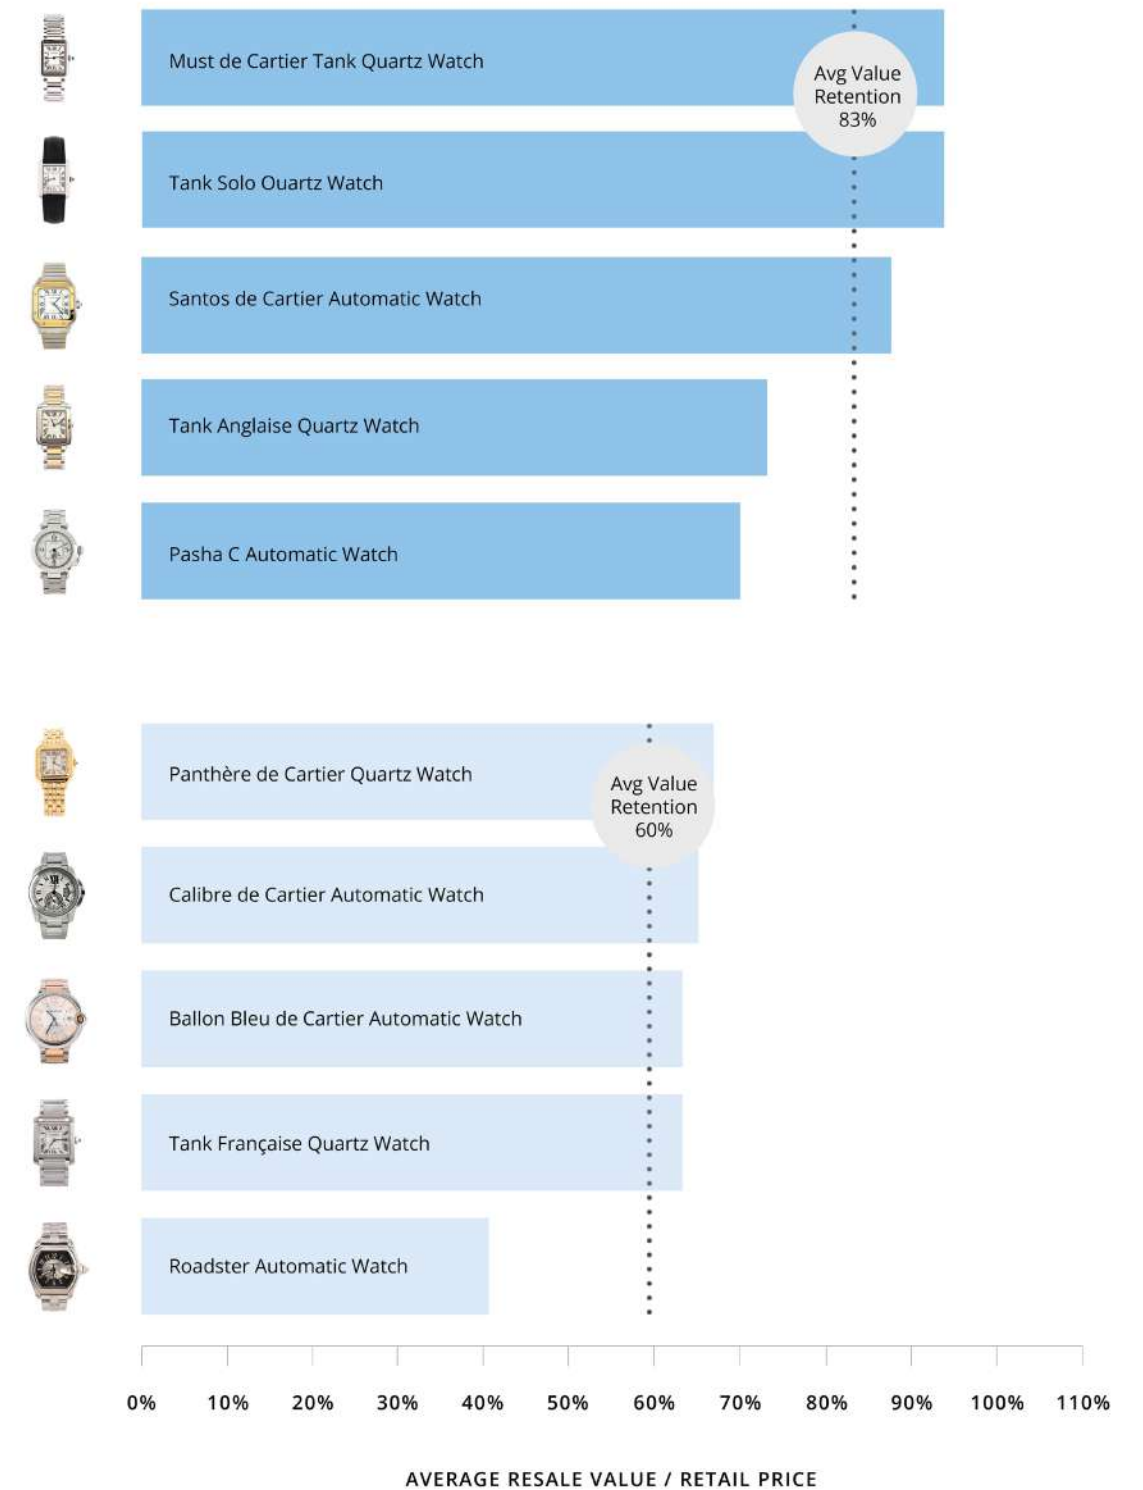 Must de Cartier Tank Quartz Watch
Avg Value
Retention
83%
Tank Solo Ouartz Watch
Santos de Cartier Automatic Watch
Tank Anglaise Quartz Watch
Pasha C Automatic Watch
Panthère de Cartier Quartz Watch
Avg Value
Retention
60%
Calibre de Cartier Automatic Watch
Ballon Bleu de Cartier Automatic Watch
Tank Française Quartz Watch
Roadster Automatic Watch
0% 10% 20% 30% 40% 50% 60% 70% 80% 90% 100% 110%
AVERAGE RESALE VALUE / RETAIL PRICE